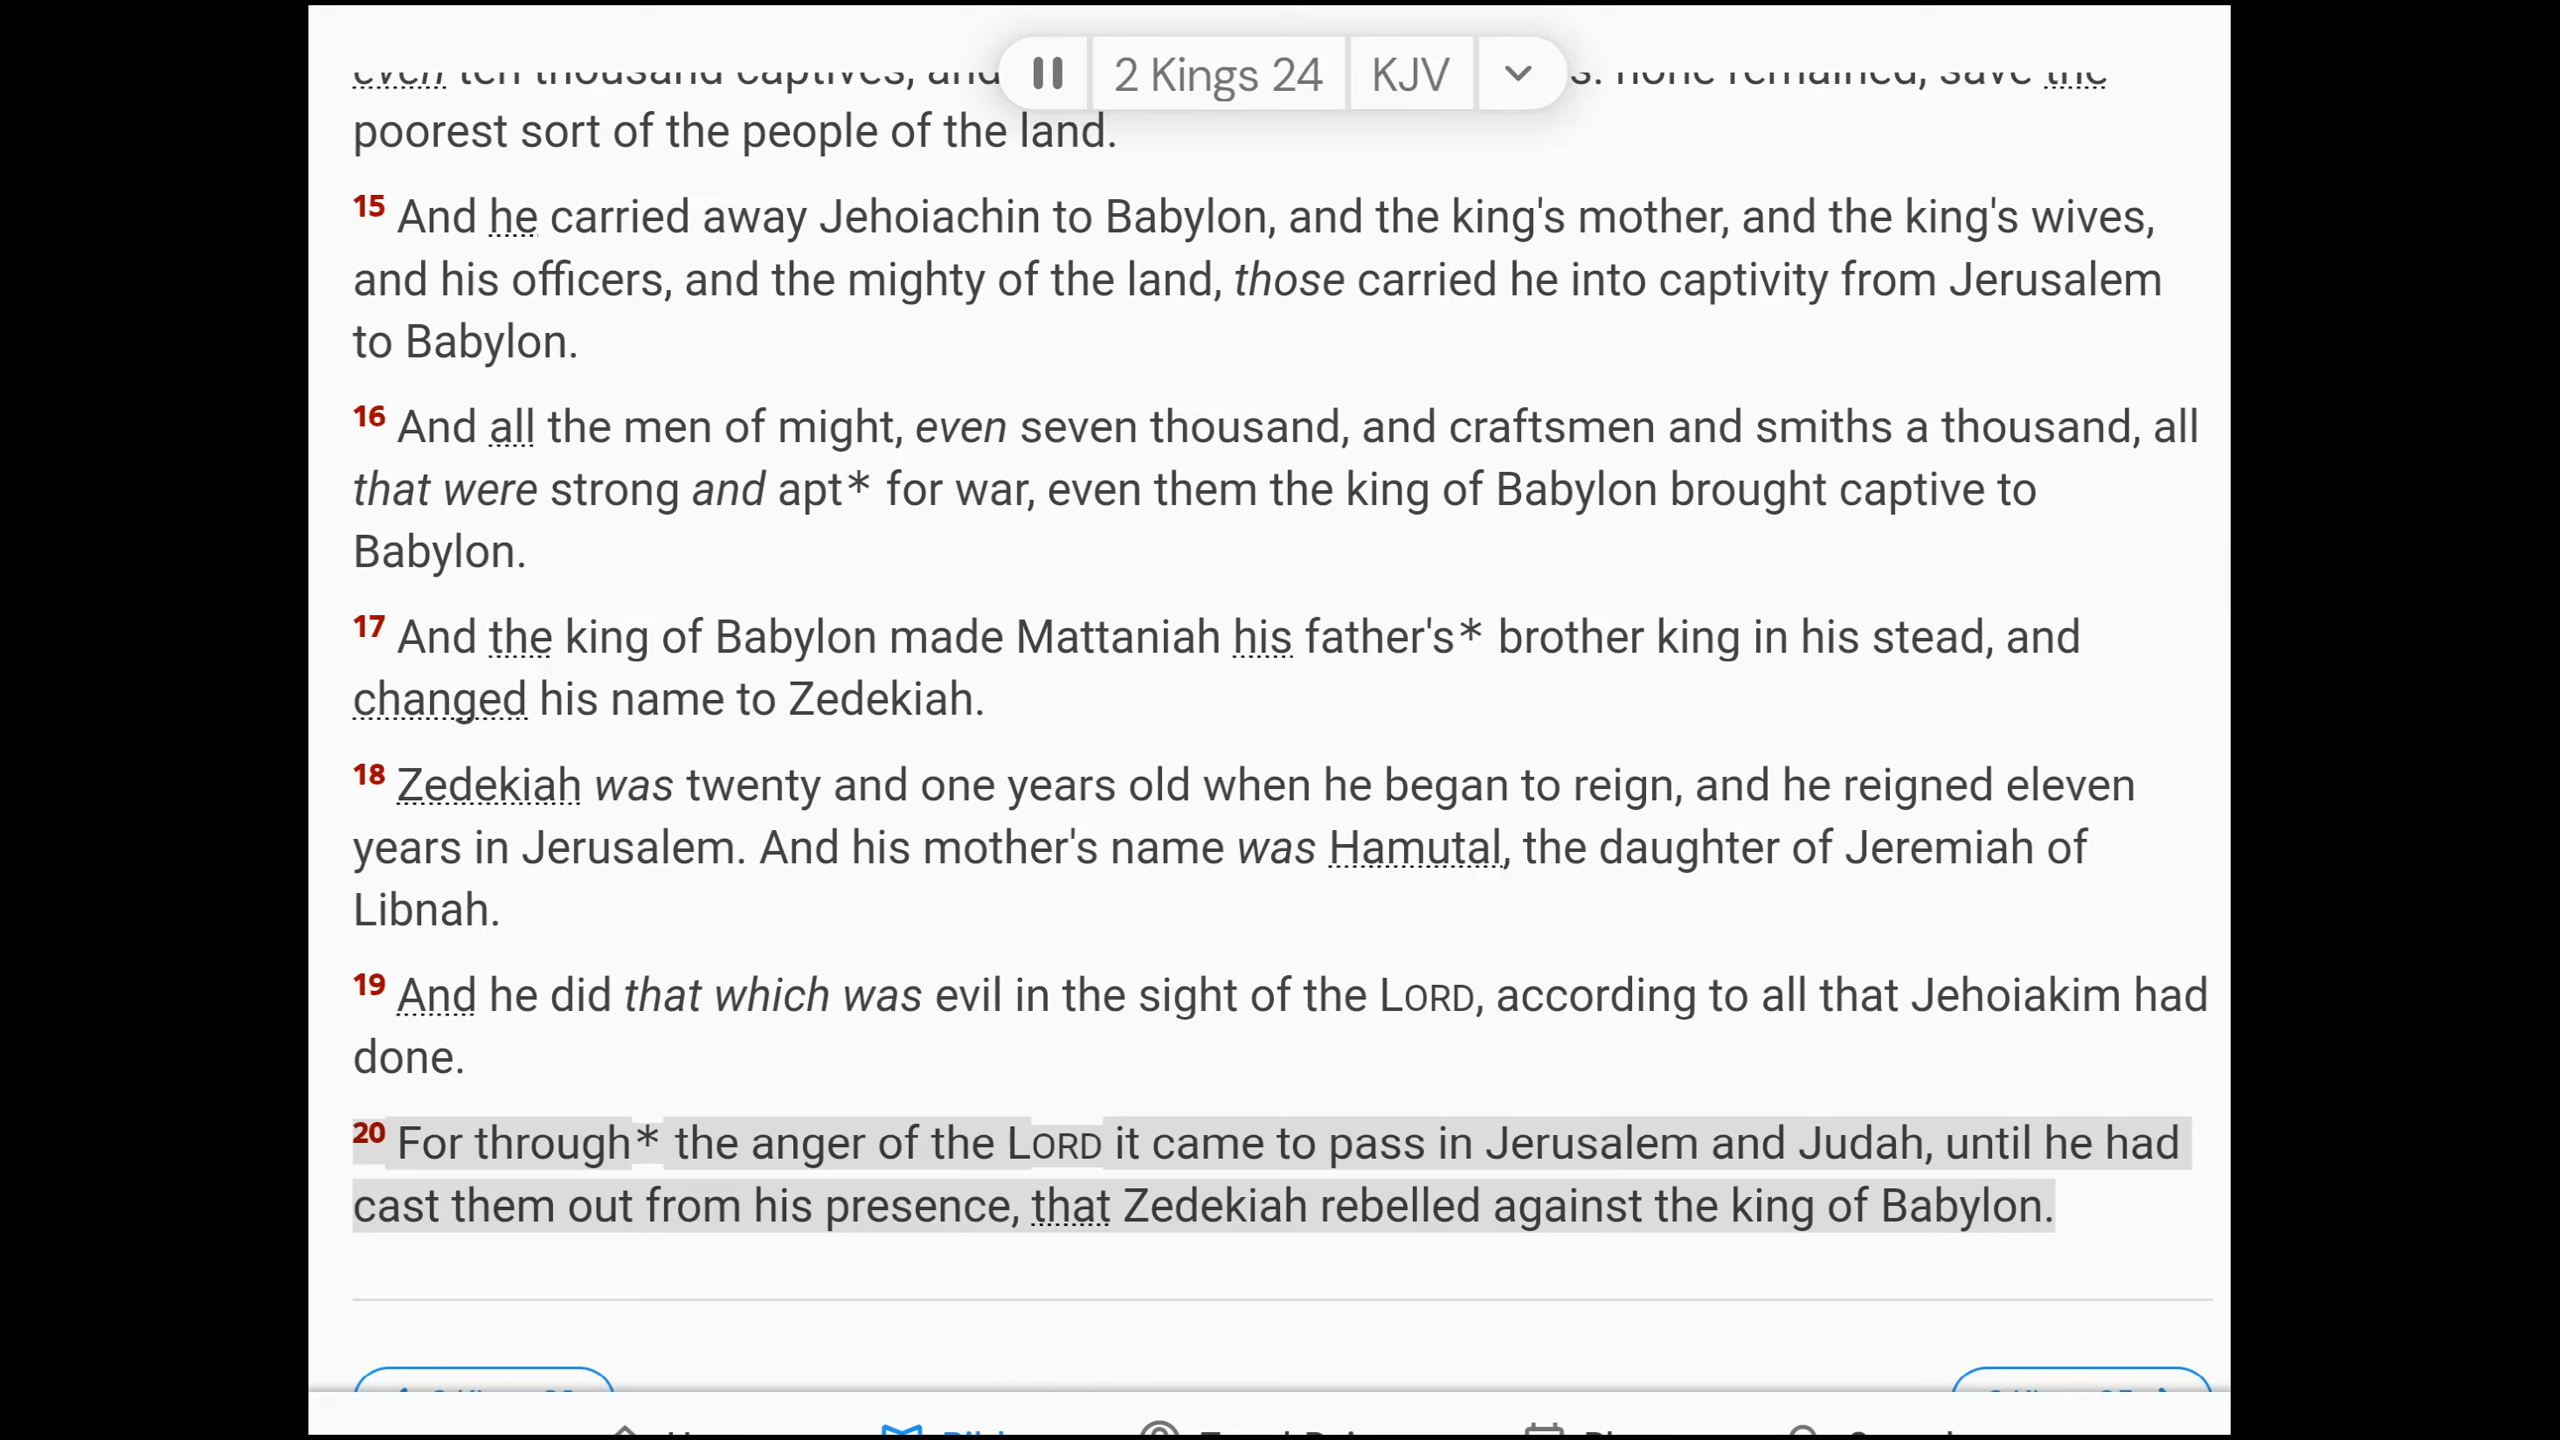 2 Kings 24 KJV
even ten thousand captives, and s: none remained, save the
poorest sort of the people of the land.
15 And he carried away Jehoiachin to Babylon, and the king's mother, and the king's wives,
and his officers, and the mighty of the land, those carried he into captivity from Jerusalem
to Babylon.
16 And all the men of might, even seven thousand, and craftsmen and smiths a thousand, all
that were strong and apt* for war, even them the king of Babylon brought captive to
Babylon.
17 And the king of Babylon made Mattaniah his father's* brother king in his stead, and
changed his name to Zedekiah.
18 Zedekiah was twenty and one years old when he began to reign, and he reigned eleven
years in Jerusalem. And his mother's name was Hamutal, the daughter of Jeremiah of
Libnah.
19 And he did that which was evil in the sight of the LORD, according to all that Jehoiakim had
done.
20 For through* the anger of the LORD it came to pass in Jerusalem and Judah, until he had
cast them out from his presence, that Zedekiah rebelled against the king of Babylon.